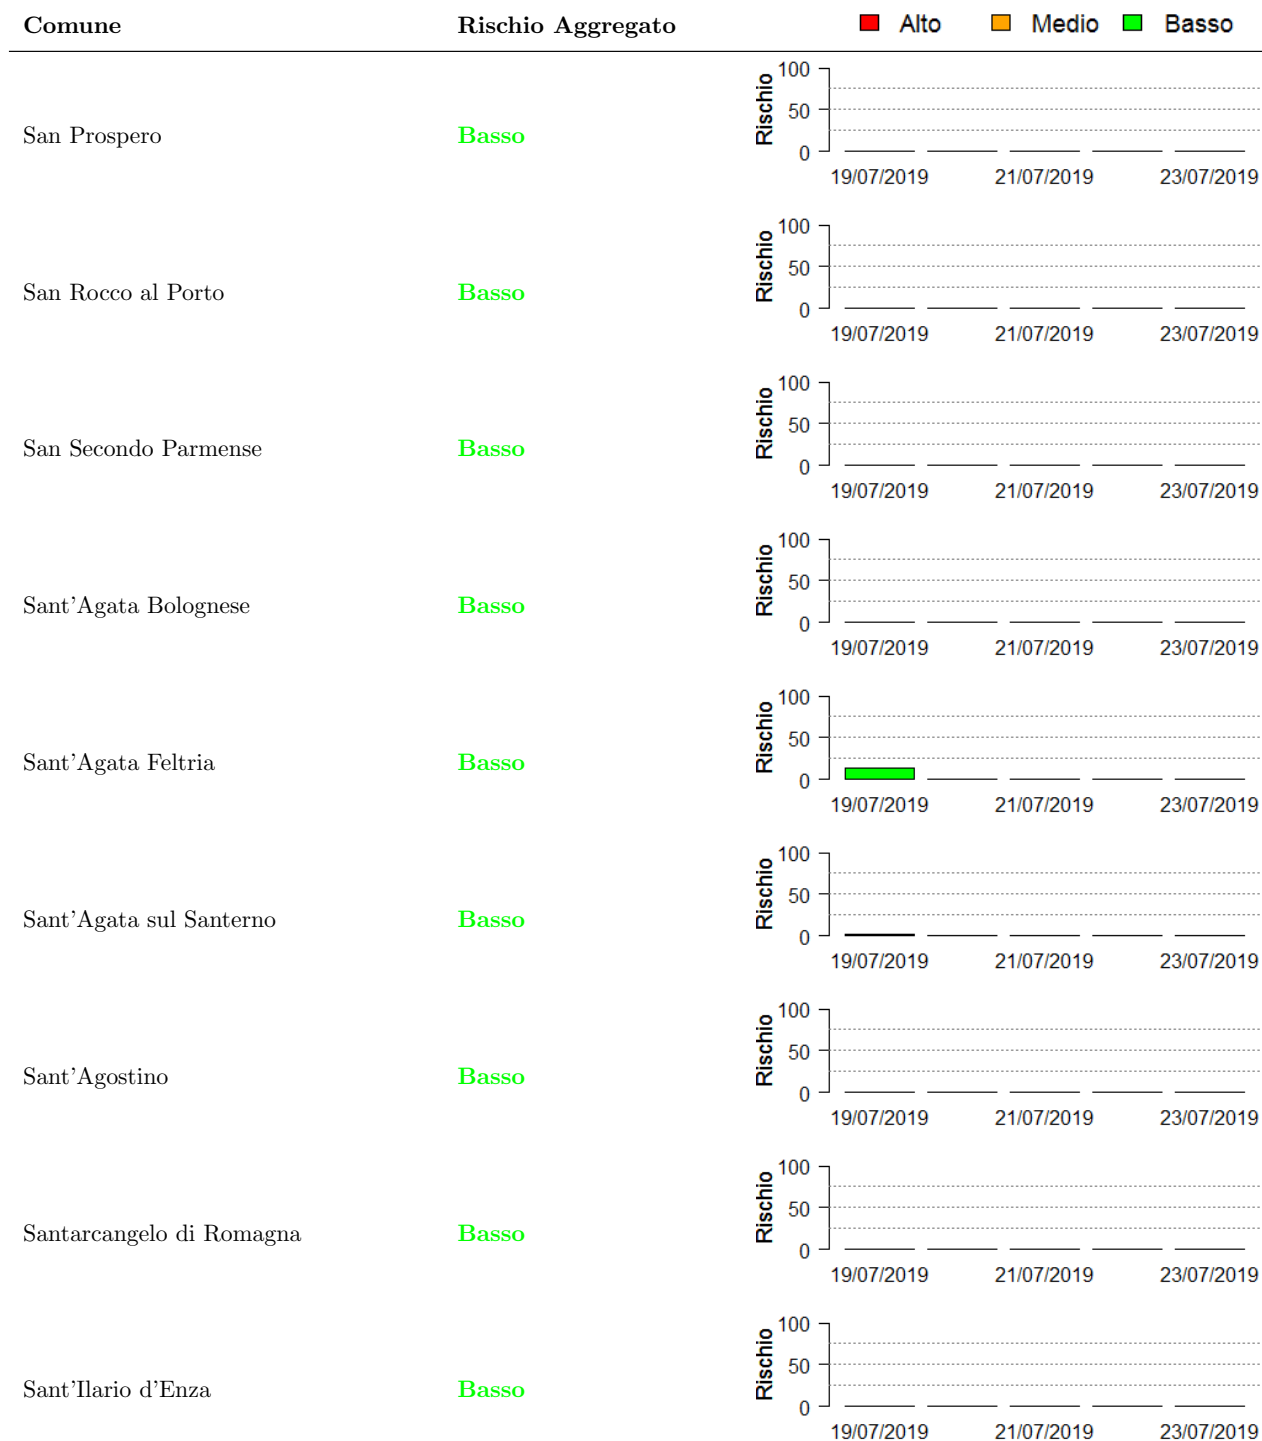 Comune Rischio Aggregato Alto Medio Basso
San Prospero Basso Rischio 100 50 0
19/07/2019 21/07/2019 23/07/2019
San Rocco al Porto Basso Rischio 100 50 0
19/07/2019 21/07/2019 23/07/2019
San Secondo Parmense Basso Rischio 100 50 0
19/07/2019 21/07/2019 23/07/2019
Sant'Agata Bolognese Basso Rischio 100 50 0
19/07/2019 21/07/2019 23/07/2019
Sant'Agata Feltria Basso Rischio 100 50 0
19/07/2019 21/07/2019 23/07/2019
Sant'Agata sul Santerno Basso Rischio 100 50 0
19/07/2019 21/07/2019 23/07/2019
Sant'Agostino Basso Rischio 100 50 0
19/07/2019 21/07/2019 23/07/2019
Santarcangelo di Romagna Basso Rischio 100 50 0
19/07/2019 21/07/2019 23/07/2019
Sant'Ilario d'Enza Basso Rischio 100 50 0
19/07/2019 21/07/2019 23/07/2019